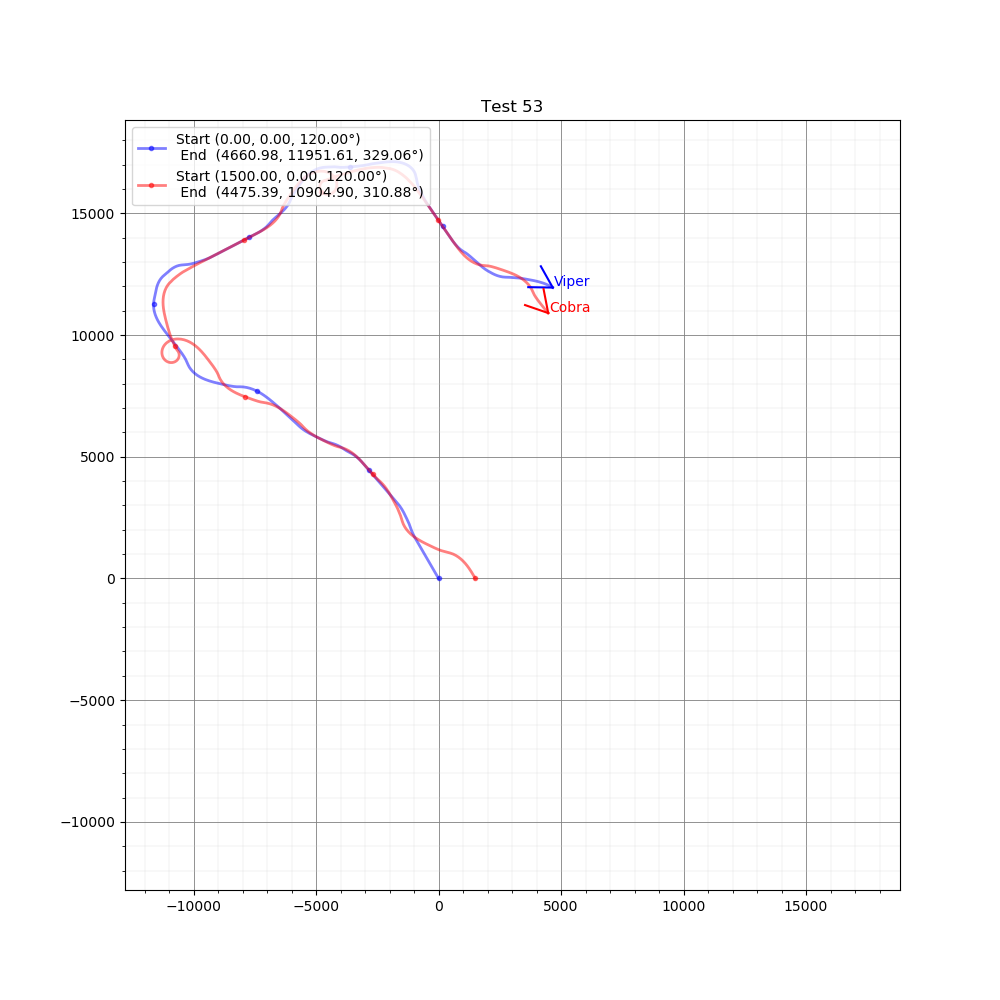 Test 53
Start (0.00, 0.00, 120.00°)
End  (4660.98, 11951.61, 329.06°)
Start (1500.00, 0.00, 120.00°)
End  (4475.39, 10904.90, 310.88°)
15000
10000
5000
0
−5000
−10000
Viper
Cobra
−10000 −5000 0 5000 10000 15000